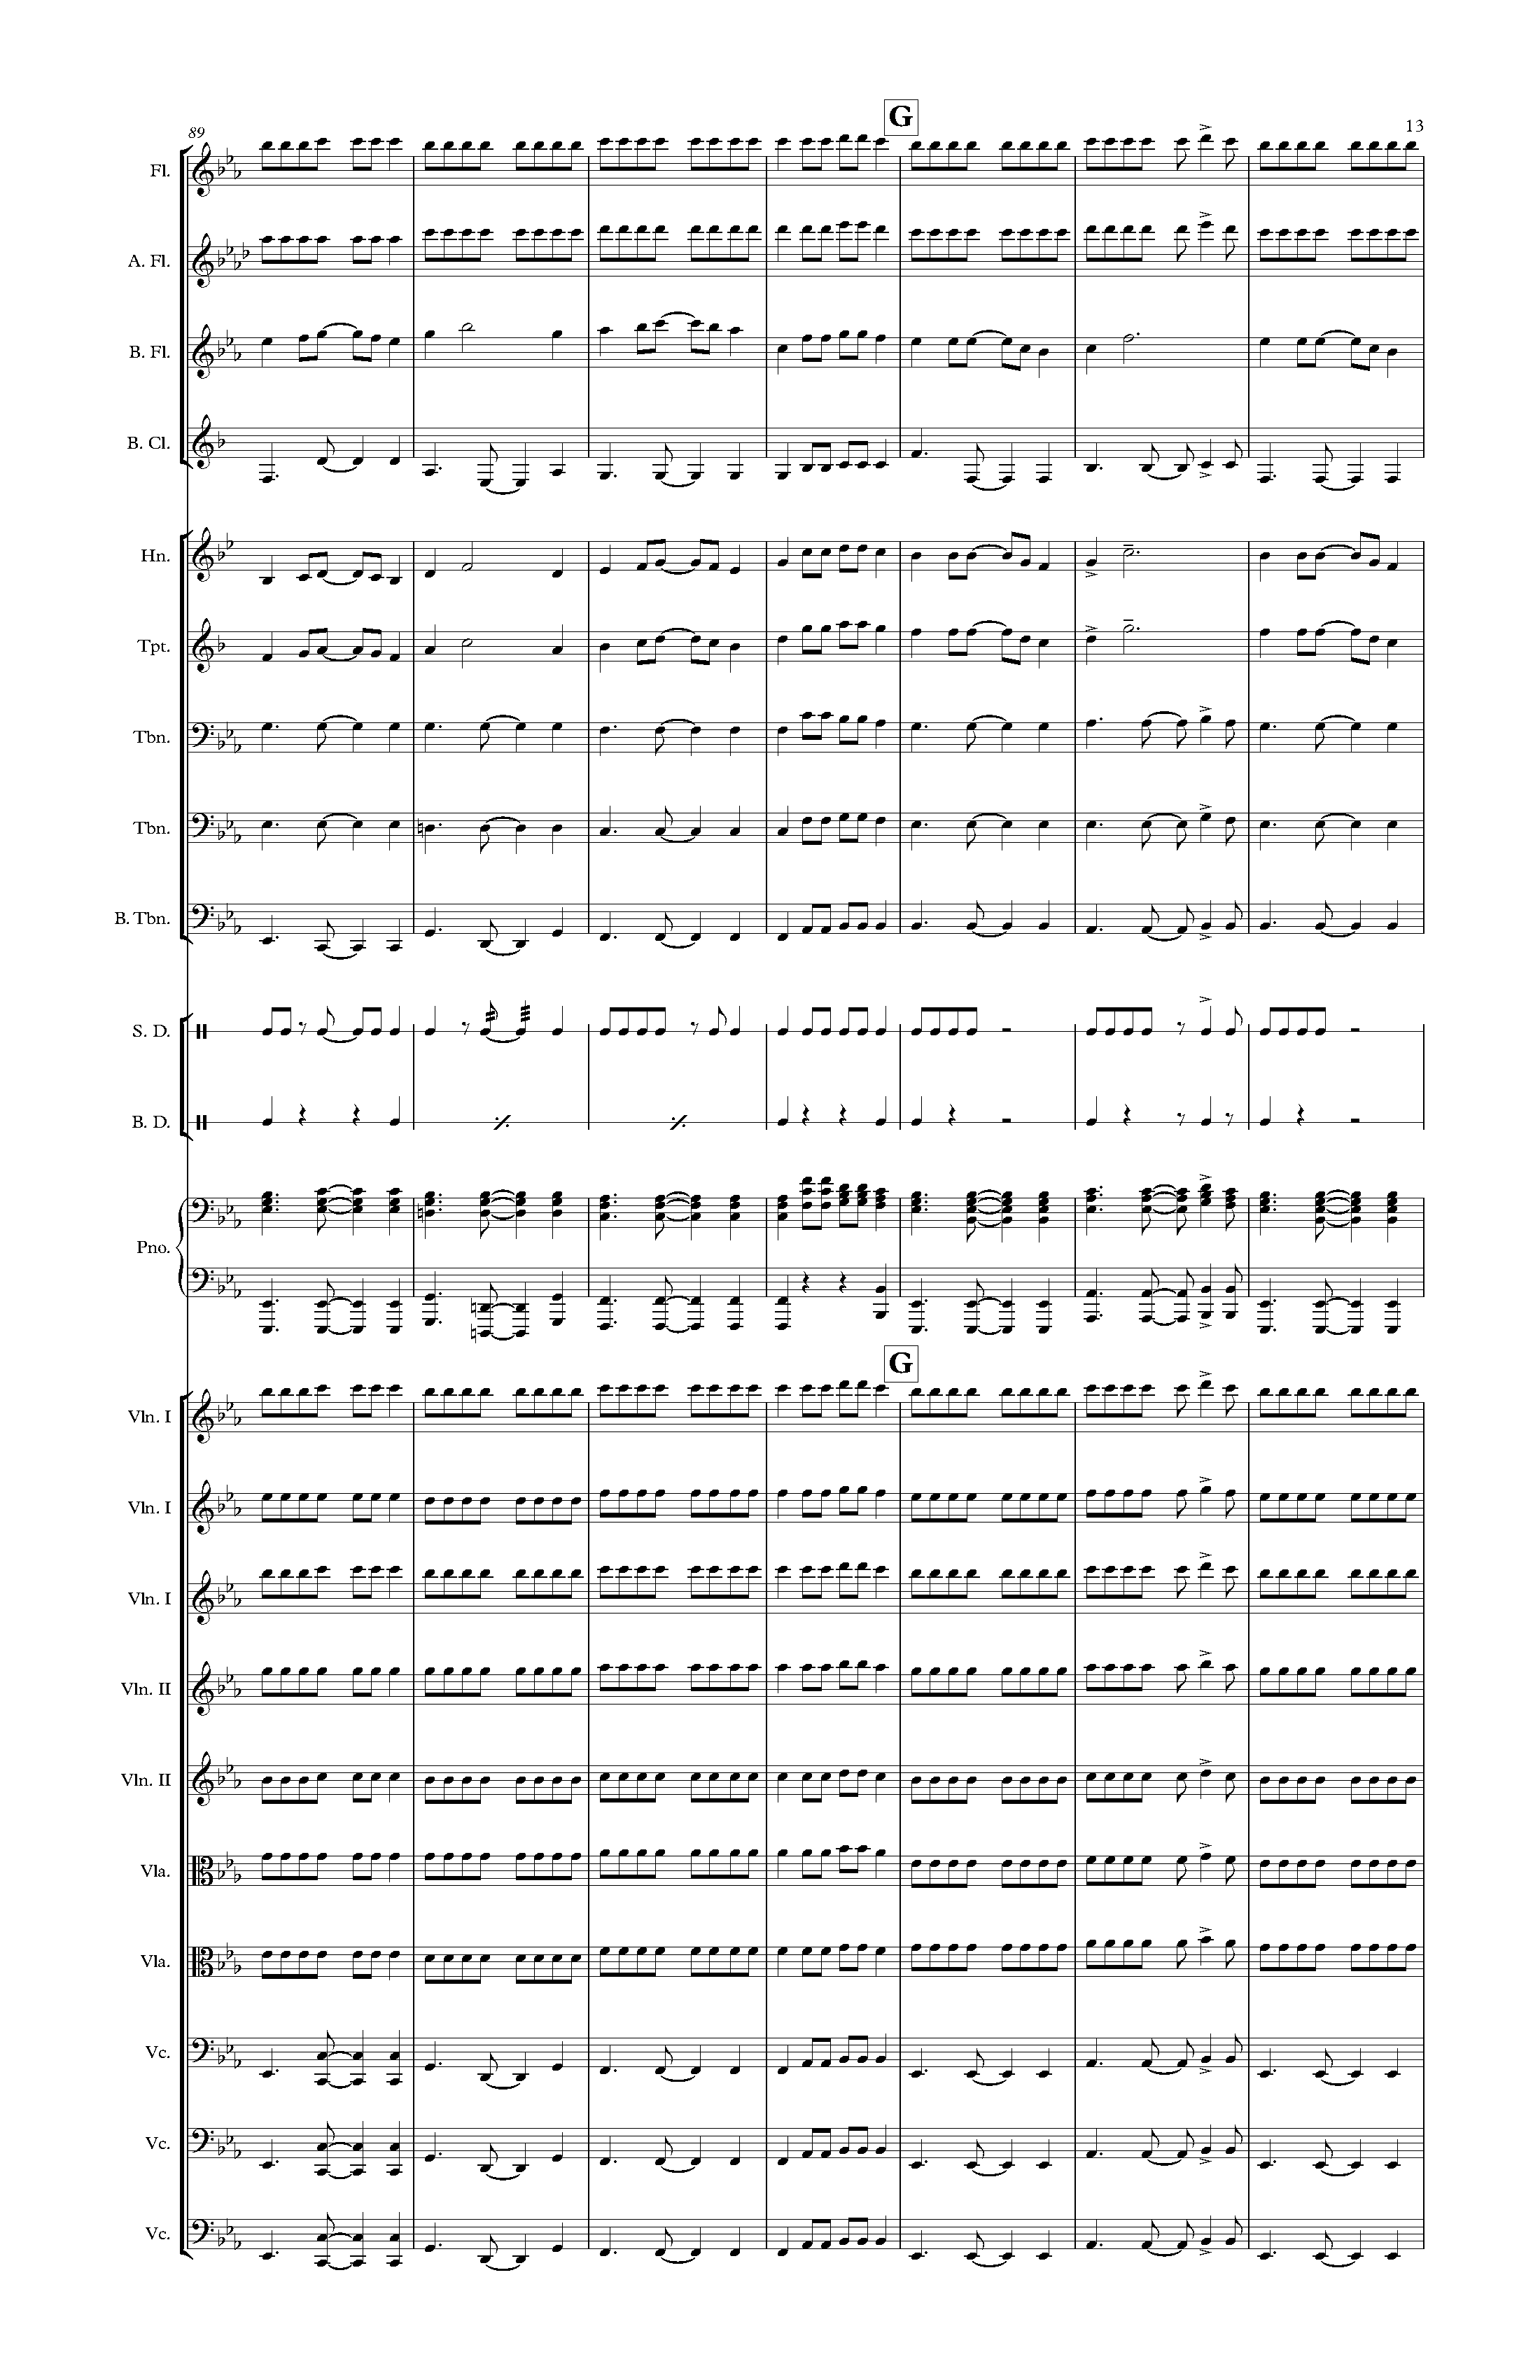 G
89
13
Fl.
A. Fl.
B. Fl.
B. Cl.
Hn.
Tpt.
Tbn.
Tbn.
B. Tbn.
S. D.
B. D.
Pno.
G
Vln. I
Vln. I
Vln. I
Vln. II
Vln. II
Vla.
Vla.
Vc.
Vc.
Vc.